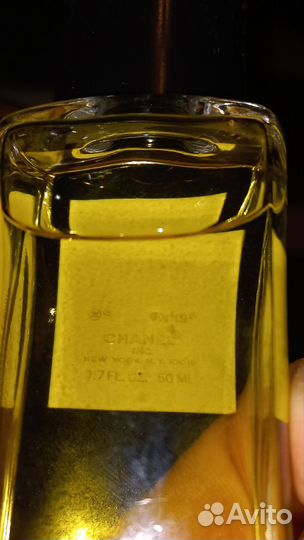 CHANEL
INC.
NEW YORK, N.Y. 10019
1.7 FL. OZ. 50 ML
Avito